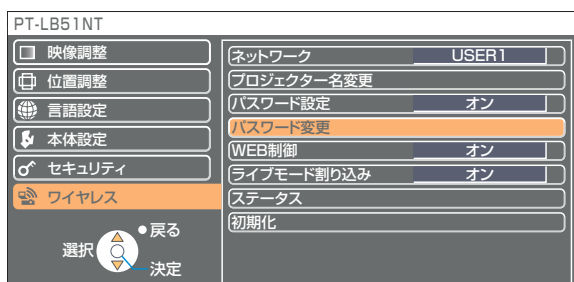 PT-LB51NT
映像調整
位置調整
言語設定
本体設定
セキュリティ
ワイヤレス
戻る
選択
決定
ネットワーク USER1
プロジェクター名変更
パスワード設定 オン
パスワード変更
WEB制御 オン
ライブモード割り込み オン
ステータス
初期化